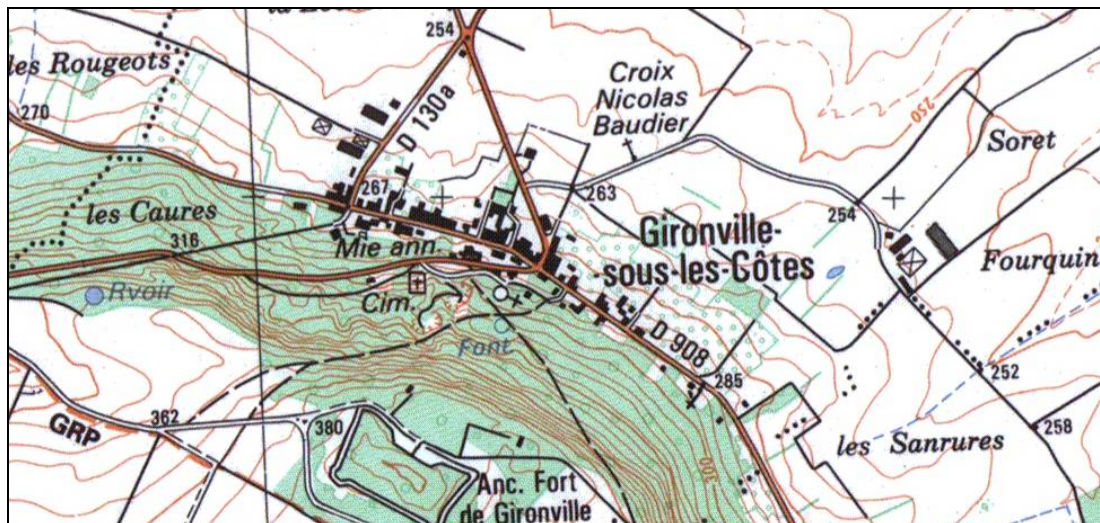 254
les Rougeots
270
D 130a
Croix
Nicolas
Baudier
250
Soret
267
263
254
les Caures
316
Mie ann.
Gironville-
-sous-les-Côtes
Fourquin
Rvoir
Cim.
Font.
D 908
285
252
362
GRP
380
258
les Sanrures
300
Anc. Fort
de Gironville